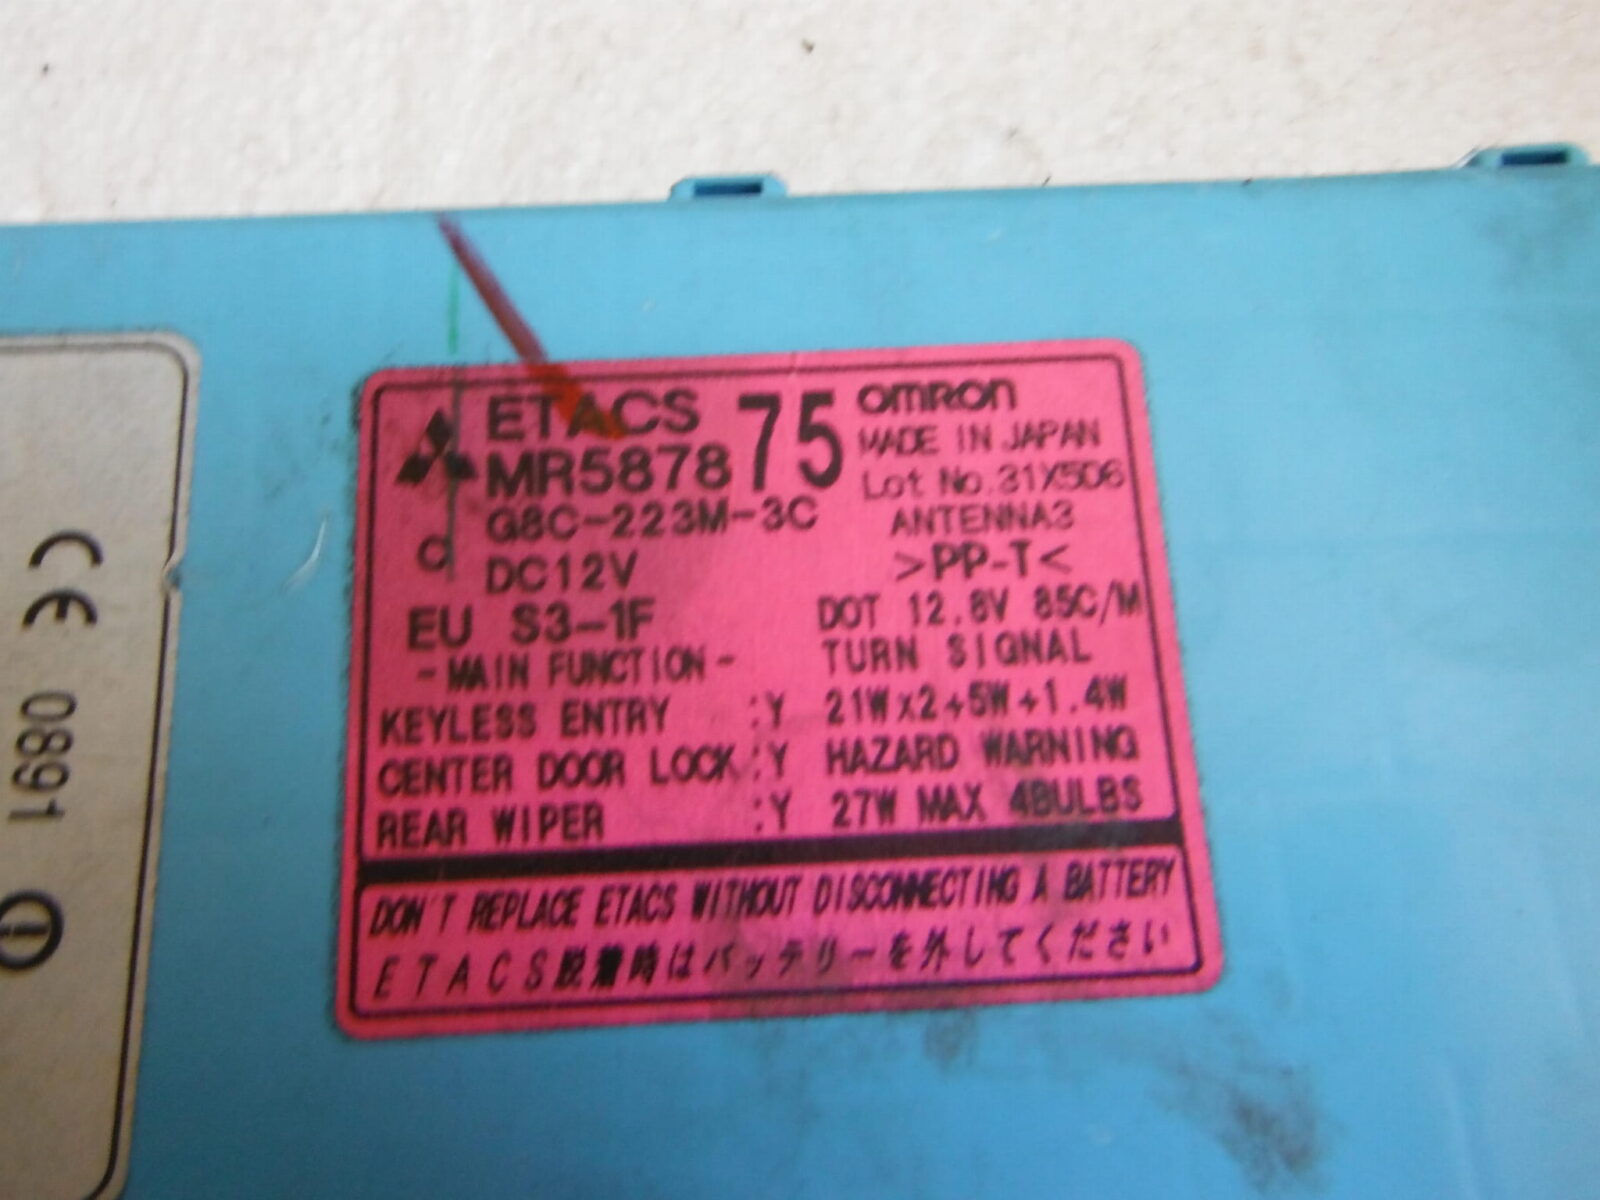 ETACS
MR587875
G8C-223M-3C
C DC12V
EU S3-1F
OMRON
MADE IN JAPAN
Lot No.31X506
ANTENNA3
>PP-T<
DOT 12.8V 85C/M
TURN SIGNAL
21W×2+5W+1.4W
HAZARD WARNING
27W MAX 4BULBS
-MAIN FUNCTION-
KEYLESS ENTRY :Y
CENTER DOOR LOCK:Y
REAR WIPER :Y
DON'T REPLACE ETACS WITHOUT DISCONNECTING A BATTERY
ETACS脱着時はバッテリーを外してください
CE 0891